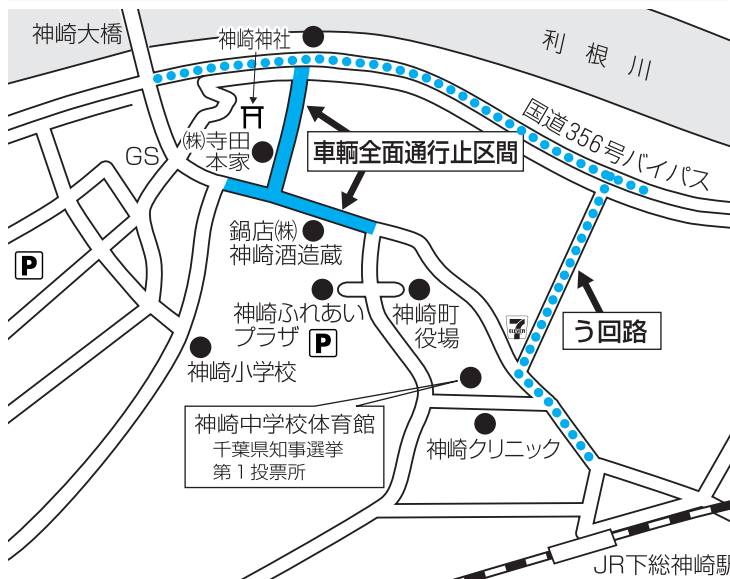 神崎大橋
神崎神社
利根川
国道356号バイパス
GS
㈱寺田
本家
車輌全面通行止区間
鍋店㈱
神崎酒造蔵
P
神崎ふれあい
プラザ
P
神崎町
役場
7
ELEVEN
う回路
神崎小学校
神崎中学校体育館
千葉県知事選挙
第1投票所
神崎クリニック
JR下総神崎駅